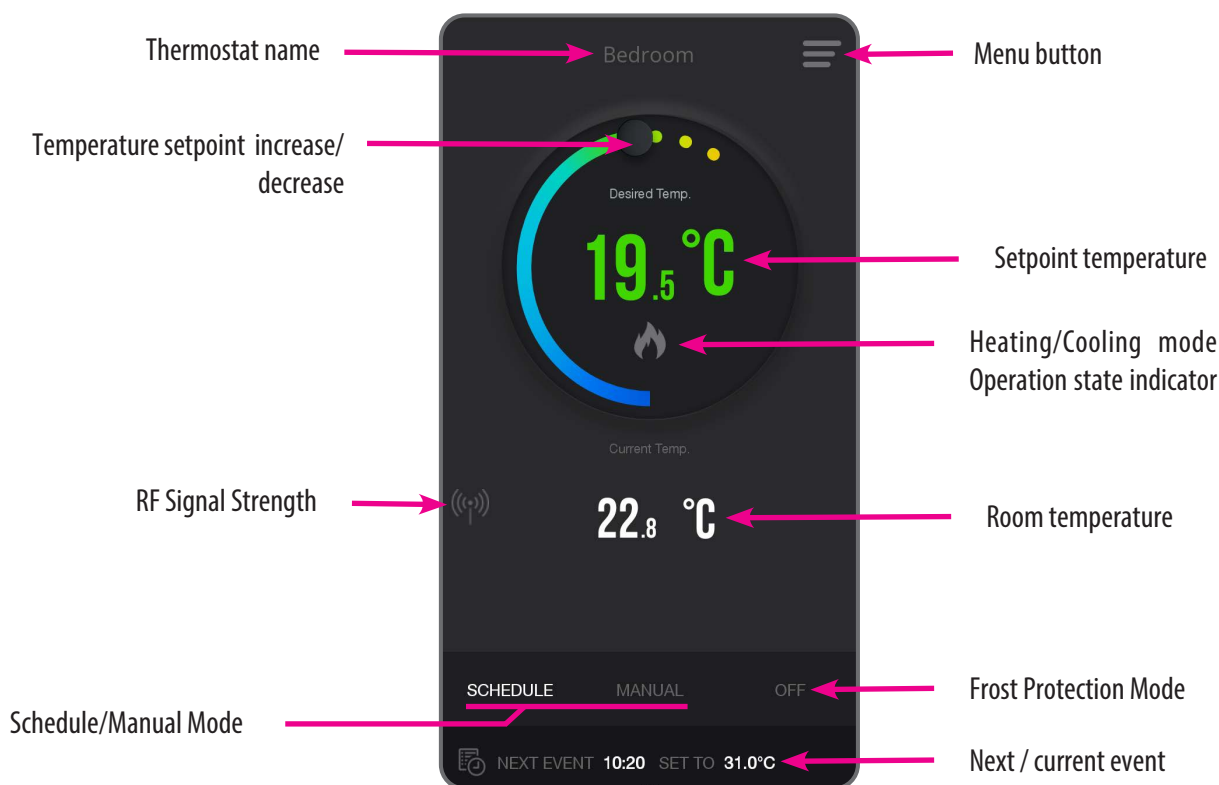 Thermostat name
Bedroom
Menu button
Temperature setpoint increase/
decrease
Desired Temp.
19.5 °C
Setpoint temperature
Heating/Cooling mode
Operation state indicator
Current Temp.
RF Signal Strength
22.8 °C
Room temperature
SCHEDULE MANUAL OFF
Frost Protection Mode
Schedule/Manual Mode
NEXT EVENT 10:20 SET TO 31.0°C
Next / current event